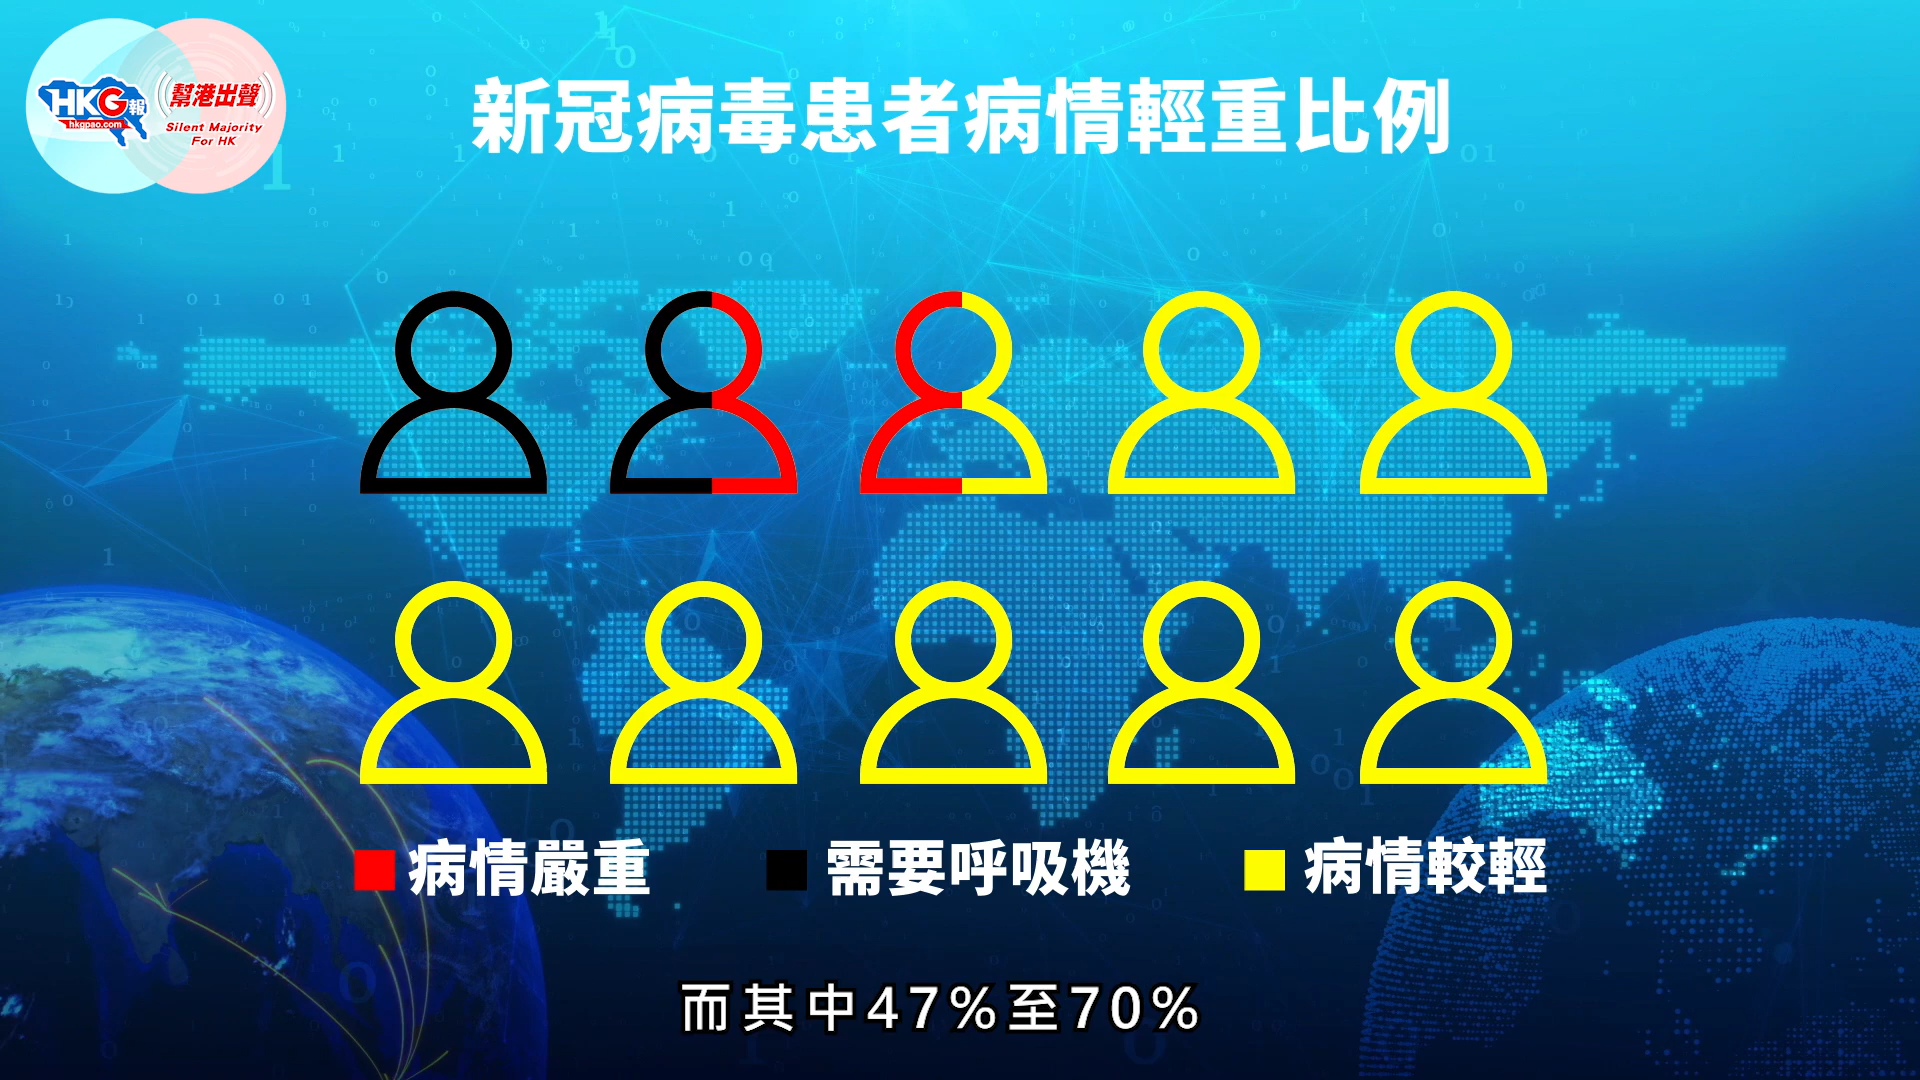 HKG報
hkgpao.com
幫港出聲
Silent Majority
For HK
新冠病毒患者病情輕重比例
病情嚴重
需要呼吸機
病情較輕
而其中47%至70%